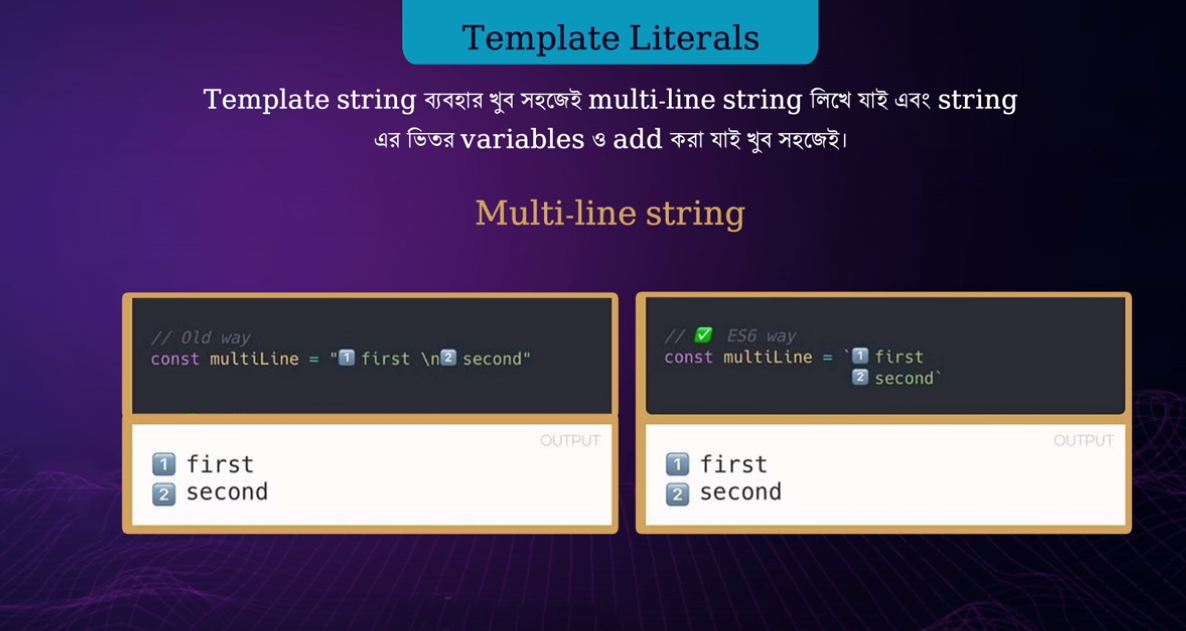 Template Literals
Template string ব্যবহার খুব সহজেই multi-line string লিখে যাই এবং string
এর ভিতর variables ও add করা যাই খুব সহজেই।
Multi-line string
// Old way
const multiLine = "1️⃣ first \n2️⃣ second"
OUTPUT
1️⃣ first
2️⃣ second
// ✅ ES6 way
const multiLine = `1️⃣ first
2️⃣ second`
OUTPUT
1️⃣ first
2️⃣ second